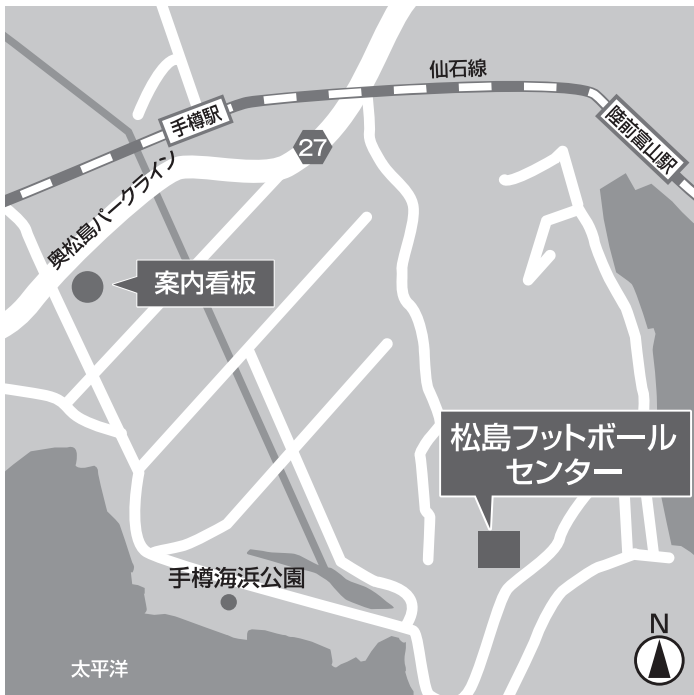 仙石線
手樽駅
陸前富山駅
27
奥松島パークライン
案内看板
松島フットボール
センター
手樽海浜公園
太平洋
N